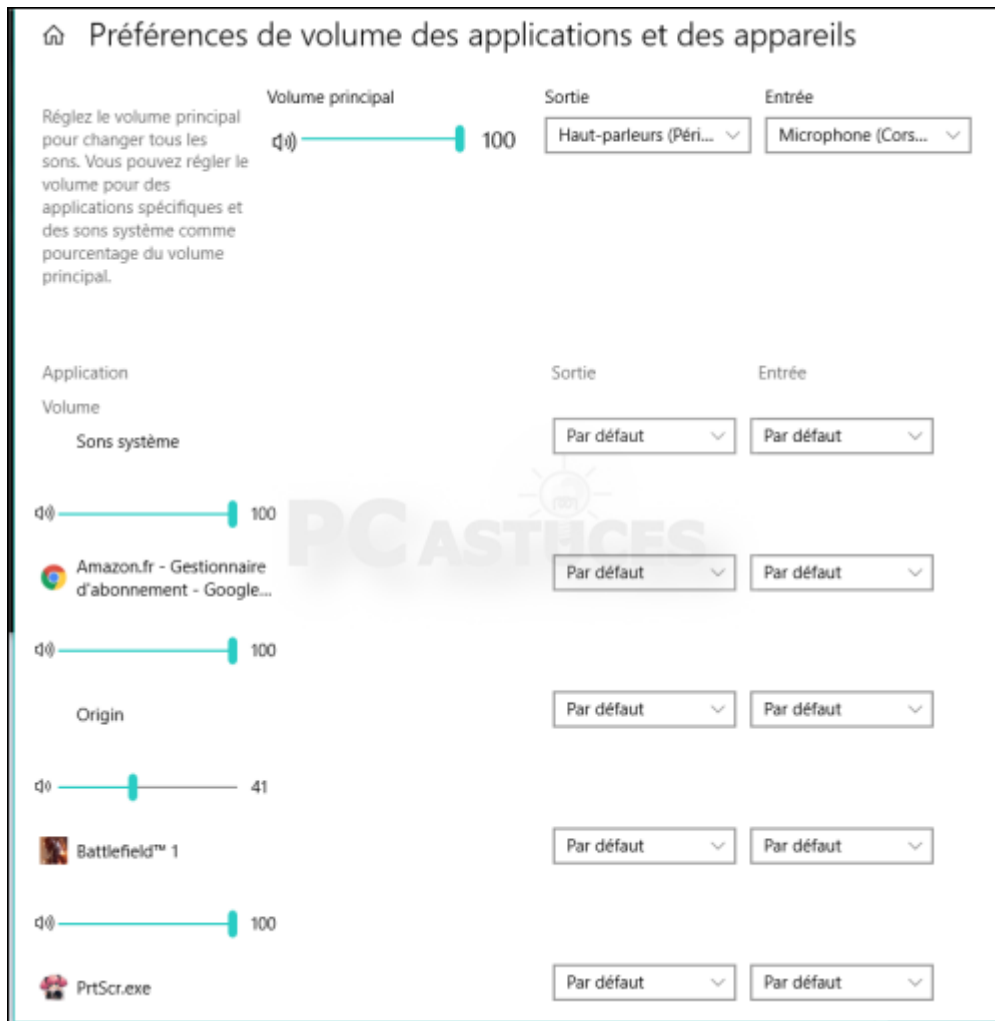 Préférences de volume des applications et des appareils
Volume principal
Sortie
Entrée
Réglez le volume principal
pour changer tous les
sons. Vous pouvez régler le
volume pour des
applications spécifiques et
des sons système comme
pourcentage du volume
principal.
100
Haut-parleurs (Péri...
Microphone (Cors...
Application
Sortie
Entrée
Volume
Sons système
Par défaut
Par défaut
100
PC ASTUCES
Amazon.fr - Gestionnaire
d'abonnement - Google...
Par défaut
Par défaut
100
Origin
Par défaut
Par défaut
41
Battlefield™ 1
Par défaut
Par défaut
100
PrtScr.exe
Par défaut
Par défaut